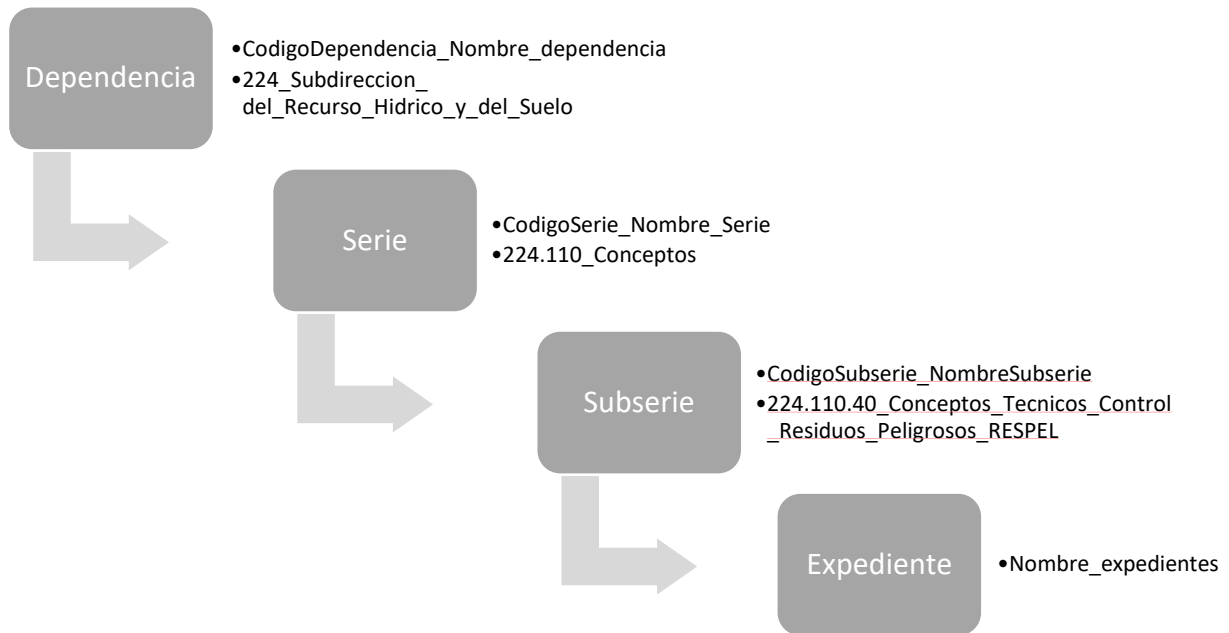 Dependencia
•CodigoDependencia_Nombre_dependencia
•224_Subdireccion_
del_Recurso_Hidrico_y_del_Suelo
Serie
•CodigoSerie_Nombre_Serie
•224.110_Conceptos
Subserie
•CodigoSubserie_NombreSubserie
•224.110.40_Conceptos_Tecnicos_Control
_Residuos_Peligrosos_RESPEL
Expediente
•Nombre_expedientes